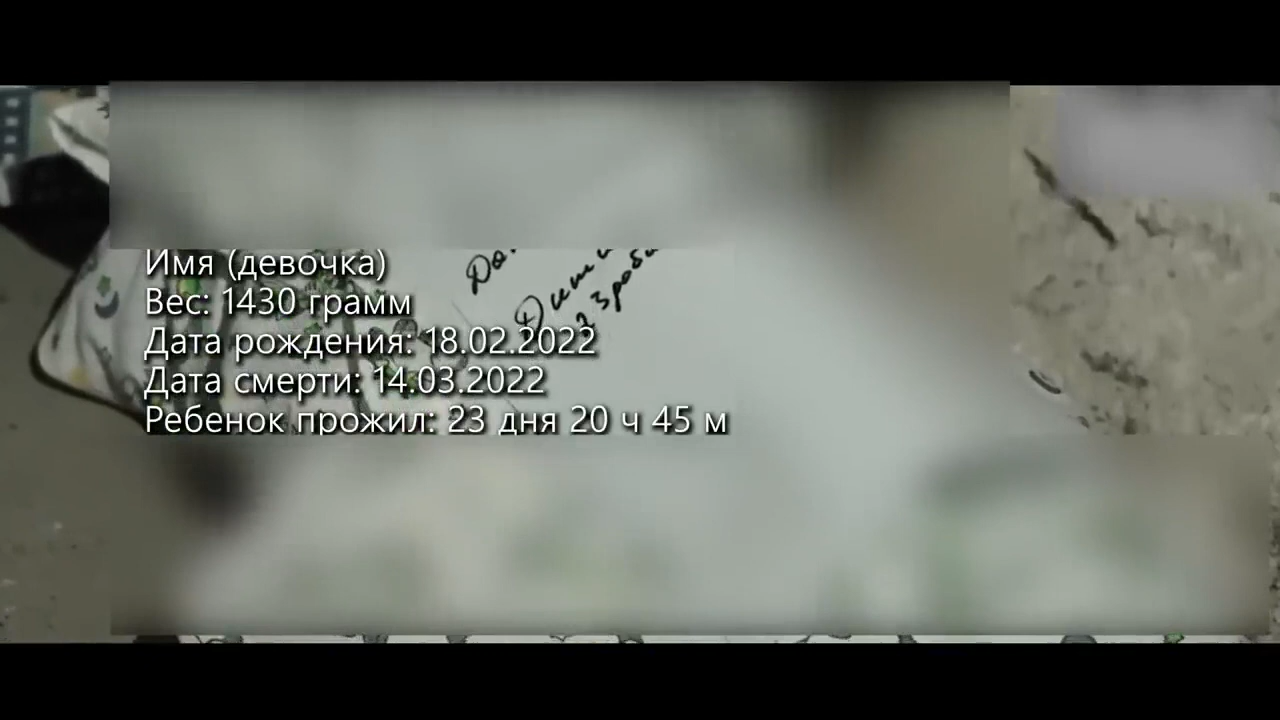 Имя (девочка)
Вес: 1430 грамм
Дата рождения: 18.02.2022
Дата смерти: 14.03.2022
Ребенок прожил: 23 дня 20 ч 45 м